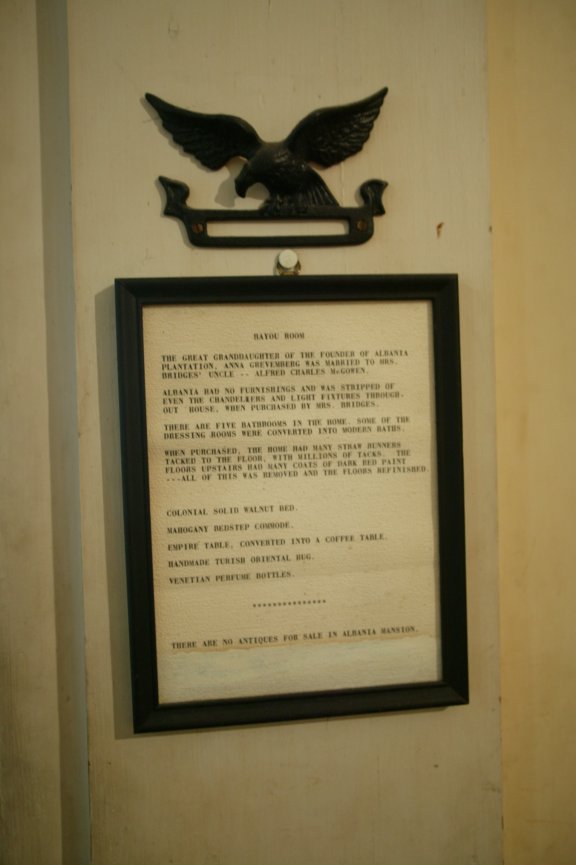 BAYOU ROOM
THE GREAT GRANDDAUGHTER OF THE FOUNDER OF ALBANIA
PLANTATION, ANNA GREVEMBERG WAS MARRIED TO MRS.
BRIDGES' UNCLE -- ALFRED CHARLES McGOWEN.
ALBANIA HAD NO FURNISHINGS AND WAS STRIPPED OF
EVEN THE CHANDELIERS AND LIGHT FIXTURES THROUGH-
OUT HOUSE, WHEN PURCHASED BY MRS. BRIDGES.
THERE ARE FIVE BATHROOMS IN THE HOME. SOME OF THE
DRESSING ROOMS WERE CONVERTED INTO MODERN BATHS.
WHEN PURCHASED, THE HOME HAD MANY STRAW RUNNERS
TACKED TO THE FLOOR, WITH MILLIONS OF TACKS. THE
FLOORS UPSTAIRS HAD MANY COATS OF DARK RED PAINT
---ALL OF THIS WAS REMOVED AND THE FLOORS REFINISHED
COLONIAL SOLID WALNUT BED.
MAHOGANY BEDSTEP COMMODE.
EMPIRE TABLE, CONVERTED INTO A COFFEE TABLE.
HANDMADE TURISH ORIENTAL RUG.
VENETIAN PERFUME BOTTLES.
***************
THERE ARE NO ANTIQUES FOR SALE IN ALBANIA MANSION.